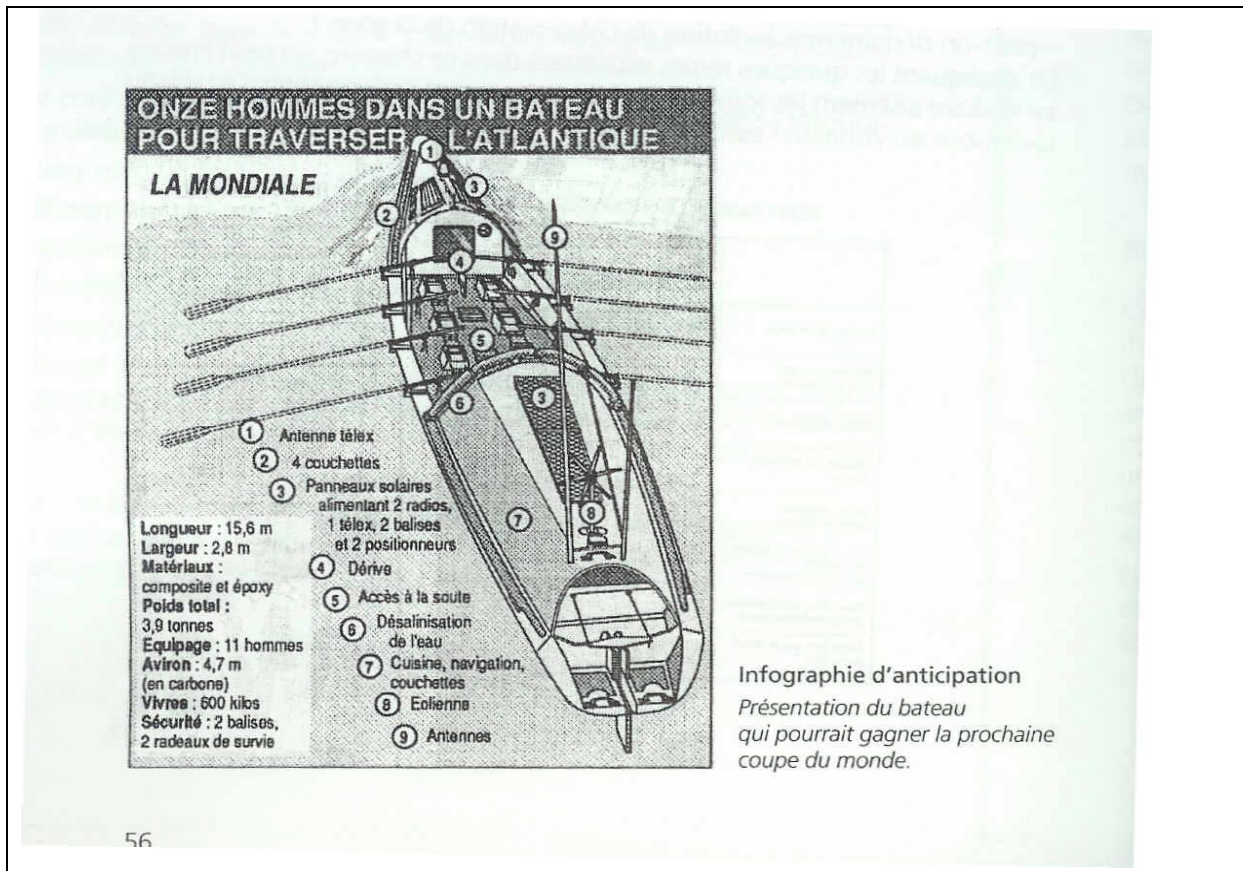 ONZE HOMMES DANS UN BATEAU
POUR TRAVERSER L'ATLANTIQUE
LA MONDIALE
1
2
3
9
4
5
6
3
7
8
1 Antenne télex
2 4 couchettes
3 Panneaux solaires
alimentant 2 radios,
1 télex, 2 balises
et 2 positionneurs
4 Dérive
5 Accès à la soute
6 Désalinisation
de l'eau
7 Cuisine, navigation,
couchettes
8 Eolienne
9 Antennes
Longueur : 15,6 m
Largeur : 2,8 m
Matériaux :
composite et époxy
Poids total :
3,9 tonnes
Equipage : 11 hommes
Aviron : 4,7 m
(en carbone)
Vivres : 600 kilos
Sécurité : 2 balises,
2 radeaux de survie
Infographie d'anticipation
Présentation du bateau
qui pourrait gagner la prochaine
coupe du monde.
56